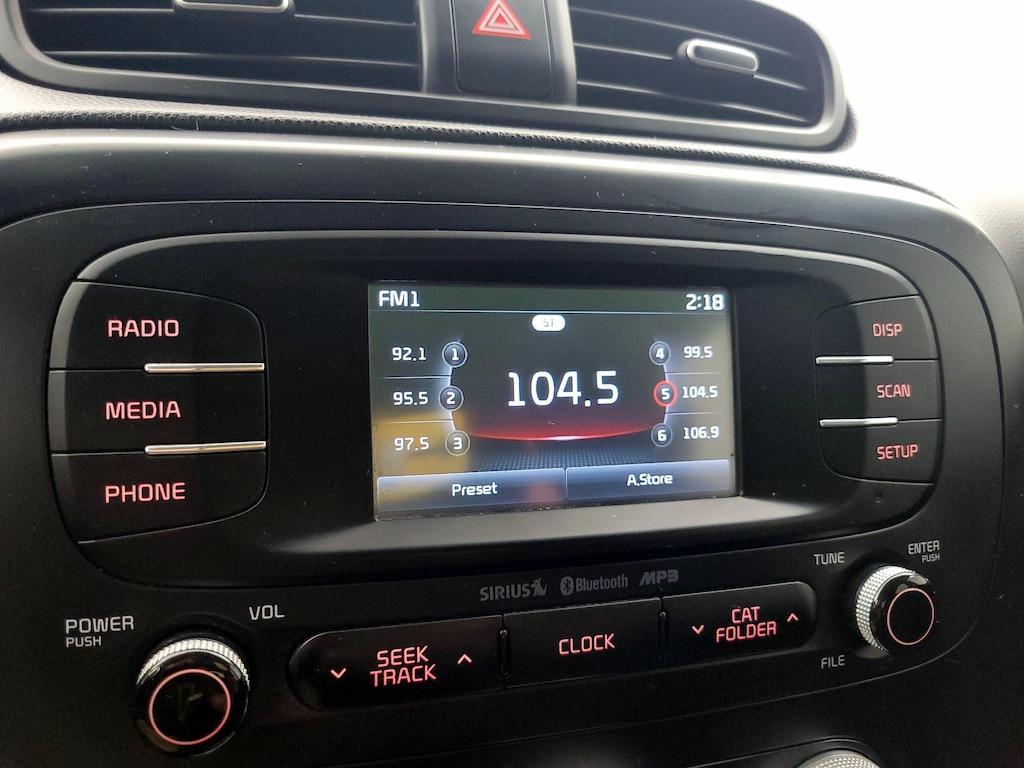 FM1 2:18
ST
92.1 1
95.5 2
97.5 3
104.5
4 99.5
5 104.5
6 106.9
Preset
A.Store
RADIO
MEDIA
PHONE
DISP
SCAN
SETUP
SIRIUS Bluetooth MP3
POWER
PUSH
VOL
SEEK
TRACK
CLOCK
CAT
FOLDER
TUNE
ENTER
PUSH
FILE